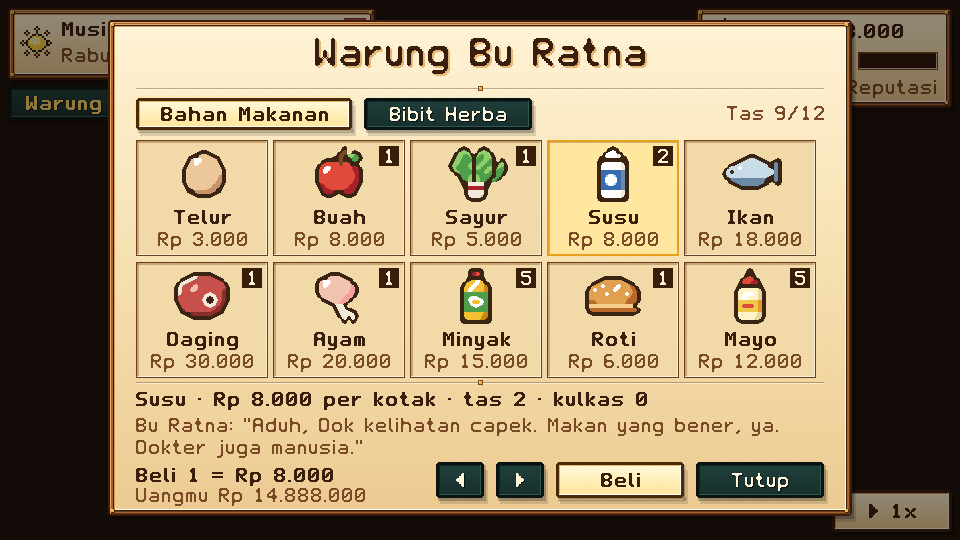 Musi
Rabu
Warung
8.000
Reputasi
Warung Bu Ratna
Bahan Makanan
Bibit Herba
Tas 9/12
Telur
Rp 3.000
1
Buah
Rp 8.000
1
Sayur
Rp 5.000
2
Susu
Rp 8.000
Ikan
Rp 18.000
1
Daging
Rp 30.000
1
Ayam
Rp 20.000
5
Minyak
Rp 15.000
1
Roti
Rp 6.000
5
Mayo
Rp 12.000
Susu · Rp 8.000 per kotak · tas 2 · kulkas 0
Bu Ratna: "Aduh, Dok kelihatan capek. Makan yang bener, ya.
Dokter juga manusia."
Beli 1 = Rp 8.000
Uangmu Rp 14.888.000
Beli
Tutup
1x